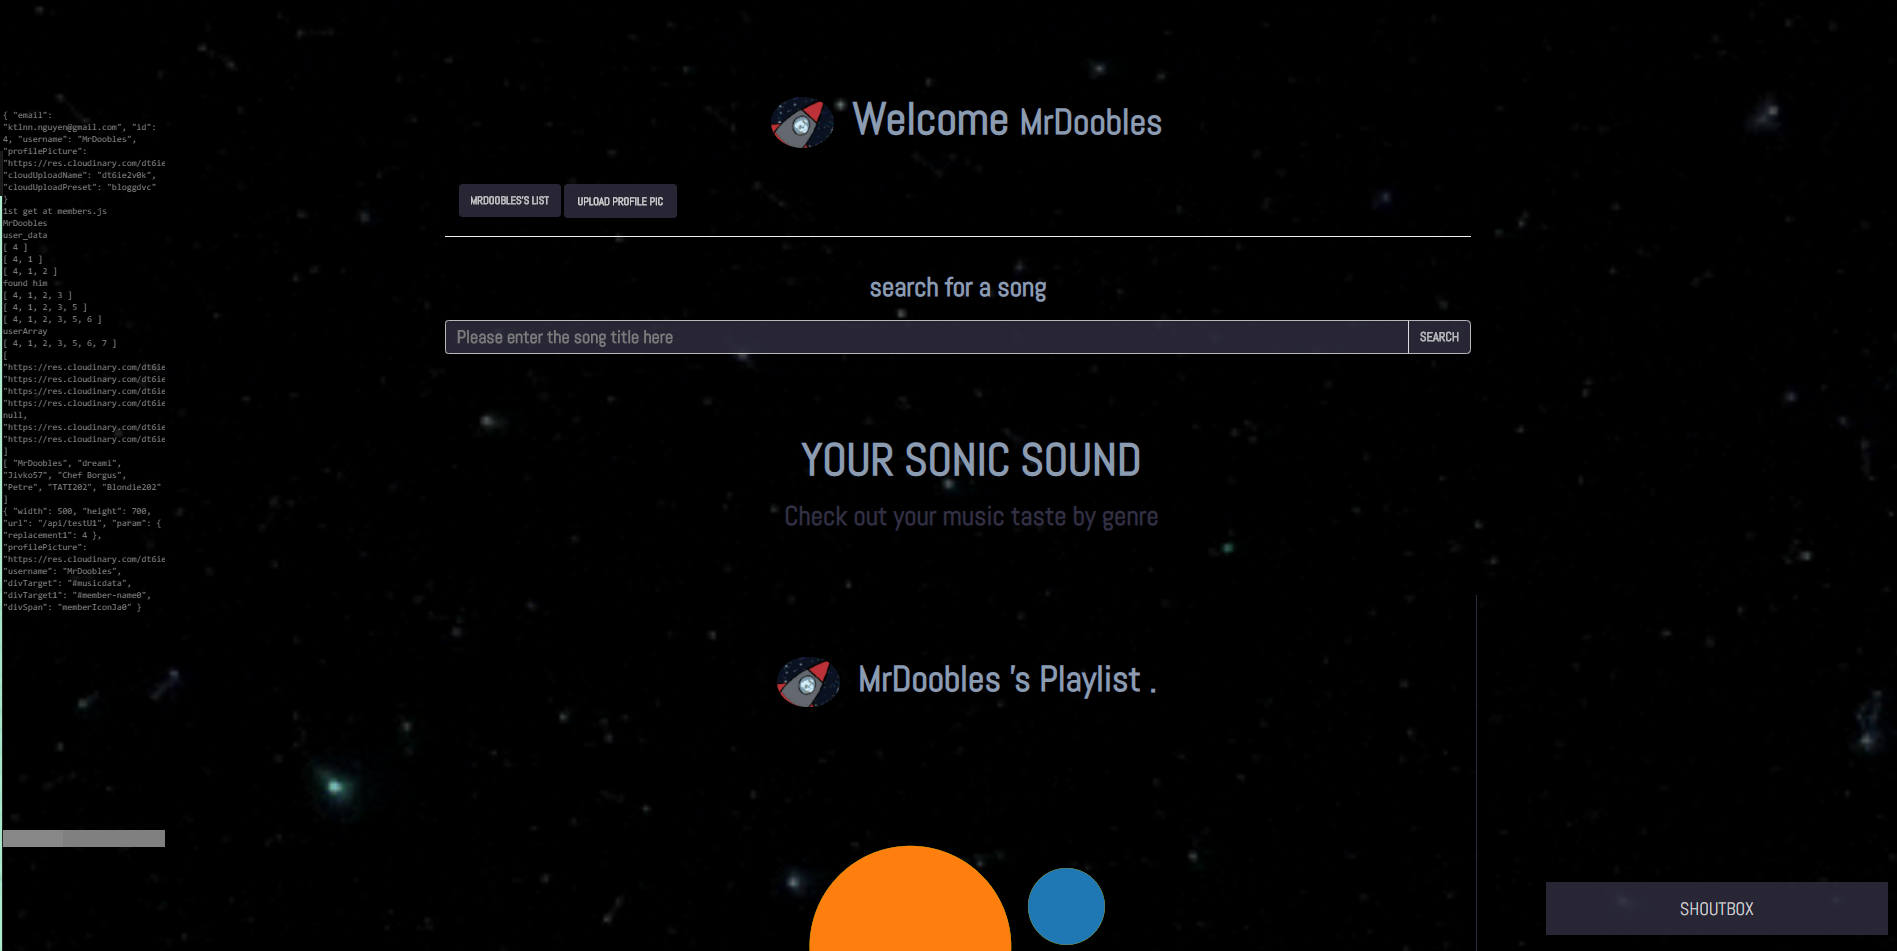 { "email":
"ktlnn.nguyen@gmail.com", "id":
4, "username": "MrDoobles",
"profilePicture":
"https://res.cloudinary.com/dt6ie
"cloudUploadName": "dt6ie2v0k",
"cloudUploadPreset": "bloggdvc"
}
1st get at members.js
MrDoobles
user_data
[ 4 ]
[ 4, 1 ]
[ 4, 1, 2 ]
found him
[ 4, 1, 2, 3 ]
[ 4, 1, 2, 3, 5 ]
[ 4, 1, 2, 3, 5, 6 ]
userArray
[ 4, 1, 2, 3, 5, 6, 7 ]
[
"https://res.cloudinary.com/dt6ie
"https://res.cloudinary.com/dt6ie
"https://res.cloudinary.com/dt6ie
"https://res.cloudinary.com/dt6ie
null,
"https://res.cloudinary.com/dt6ie
"https://res.cloudinary.com/dt6ie
]
[ "MrDoobles", "dreami",
"Jivko57", "Chef Borgus",
"Petre", "TATI202", "Blondie202"
]
{ "width": 500, "height": 700,
"url": "/api/testU1", "param": {
"replacement1": 4 },
"profilePicture":
"https://res.cloudinary.com/dt6ie
"username": "MrDoobles",
"divTarget": "#musicdata",
"divTarget1": "#member-name0",
"divSpan": "memberIconJa0" }
Welcome MrDoobles
MRDOOBLES'S LIST
UPLOAD PROFILE PIC
search for a song
Please enter the song title here
SEARCH
YOUR SONIC SOUND
Check out your music taste by genre
MrDoobles 's Playlist .
SHOUTBOX